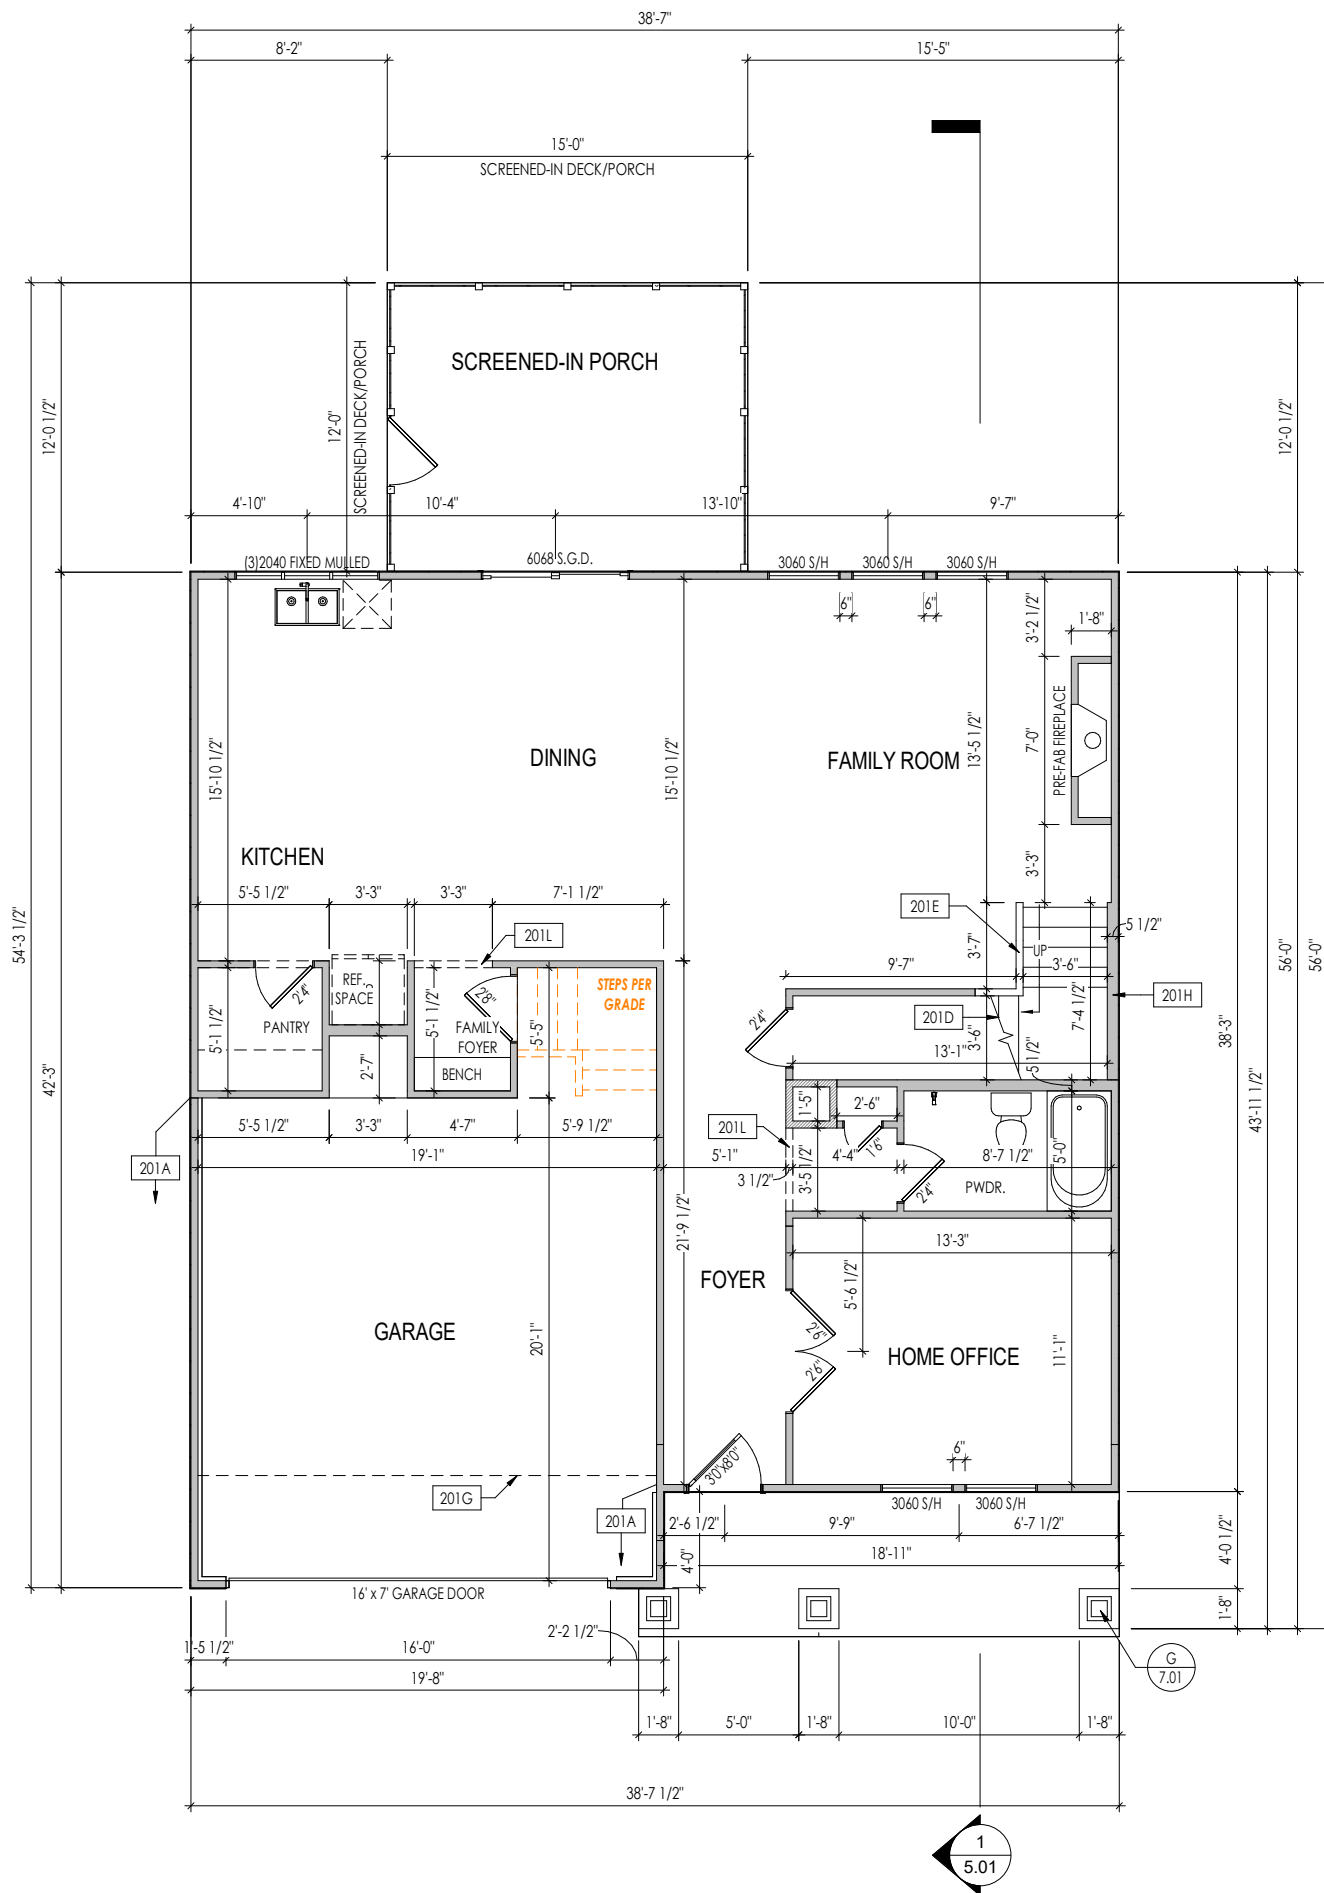 38'-7"
8'-2"
15'-5"
15'-0"
SCREENED-IN DECK/PORCH
SCREENED-IN PORCH
12'-0 1/2"
12'-0"
SCREENED-IN DECK/PORCH
12'-0 1/2"
4'-10"
10'-4"
13'-10"
9'-7"
(3)2040 FIXED MULLED
6068 S.G.D.
3060 S/H
3060 S/H
3060 S/H
6"
6"
3'-2 1/2"
1'-8"
PRE-FAB FIREPLACE
7'-0"
13'-5 1/2"
15'-10 1/2"
DINING
15'-10 1/2"
FAMILY ROOM
KITCHEN
3'-3"
5'-5 1/2"
3'-3"
3'-3"
7'-1 1/2"
201E
201L
5 1/2"
UP
3'-7"
9'-7"
3'-6"
54'-3 1/2"
56'-0"
56'-0"
REF.
SPACE
2'4"
2'8"
STEPS PER
GRADE
201H
PANTRY
5'-1 1/2"
5'-1 1/2"
FAMILY
FOYER
5'-5"
2'4"
201D
7'-4 1/2"
3'-6"
13'-1"
5 1/2"
38'-3"
42'-3"
2'-7"
BENCH
1'-5"
2'-6"
43'-11 1/2"
5'-5 1/2"
3'-3"
4'-7"
5'-9 1/2"
201L
201A
19'-1"
5'-1"
3 1/2"
3'-5 1/2"
4'-4"
1'6"
8'-7 1/2"
5'-0"
2'4"
PWDR.
21'-9 1/2"
13'-3"
FOYER
5'-6 1/2"
GARAGE
20'-1"
2'6"
2'6"
HOME OFFICE
11'-1"
3'0"x8'0"
6"
201G
201A
3060 S/H
3060 S/H
2'-6 1/2"
9'-9"
6'-7 1/2"
18'-11"
4'-0"
4'-0 1/2"
16' x 7' GARAGE DOOR
1'-8"
1'-5 1/2"
16'-0"
2'-2 1/2"
19'-8"
G
7.01
1'-8"
5'-0"
1'-8"
10'-0"
1'-8"
38'-7 1/2"
1
5.01